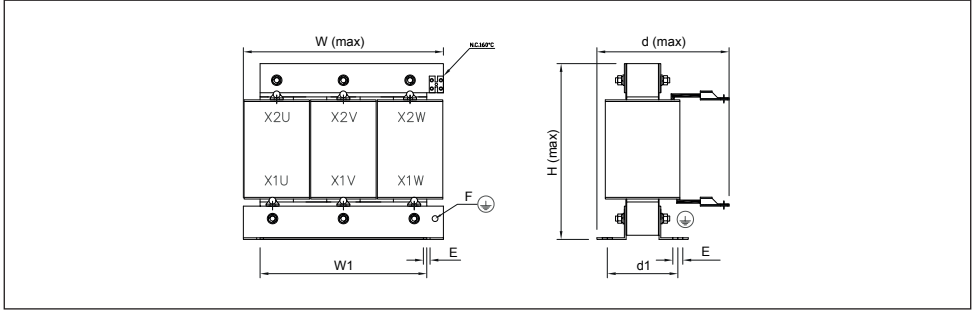 W (max)
N.C.160°C
d (max)
X2U X2V X2W
H (max)
X1U X1V X1W
F
E
W1
E
d1